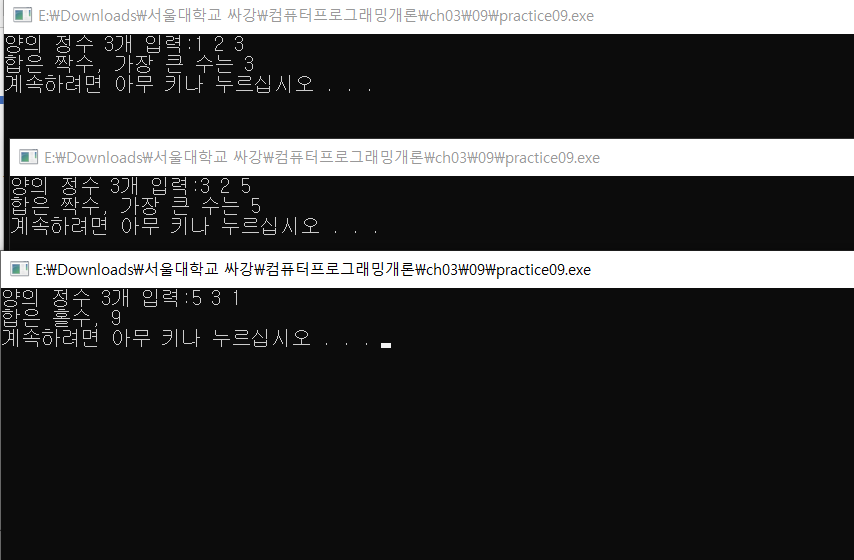 E:₩Downloads₩서울대학교 싸강₩컴퓨터프로그래밍개론₩ch03₩09₩practice09.exe
양의 정수 3개 입력:1 2 3
합은 짝수, 가장 큰 수는 3
계속하려면 아무 키나 누르십시오 . . .
E:₩Downloads₩서울대학교 싸강₩컴퓨터프로그래밍개론₩ch03₩09₩practice09.exe
양의 정수 3개 입력:3 2 5
합은 짝수, 가장 큰 수는 5
계속하려면 아무 키나 누르십시오 . . .
E:₩Downloads₩서울대학교 싸강₩컴퓨터프로그래밍개론₩ch03₩09₩practice09.exe
양의 정수 3개 입력:5 3 1
합은 홀수, 9
계속하려면 아무 키나 누르십시오 . . .